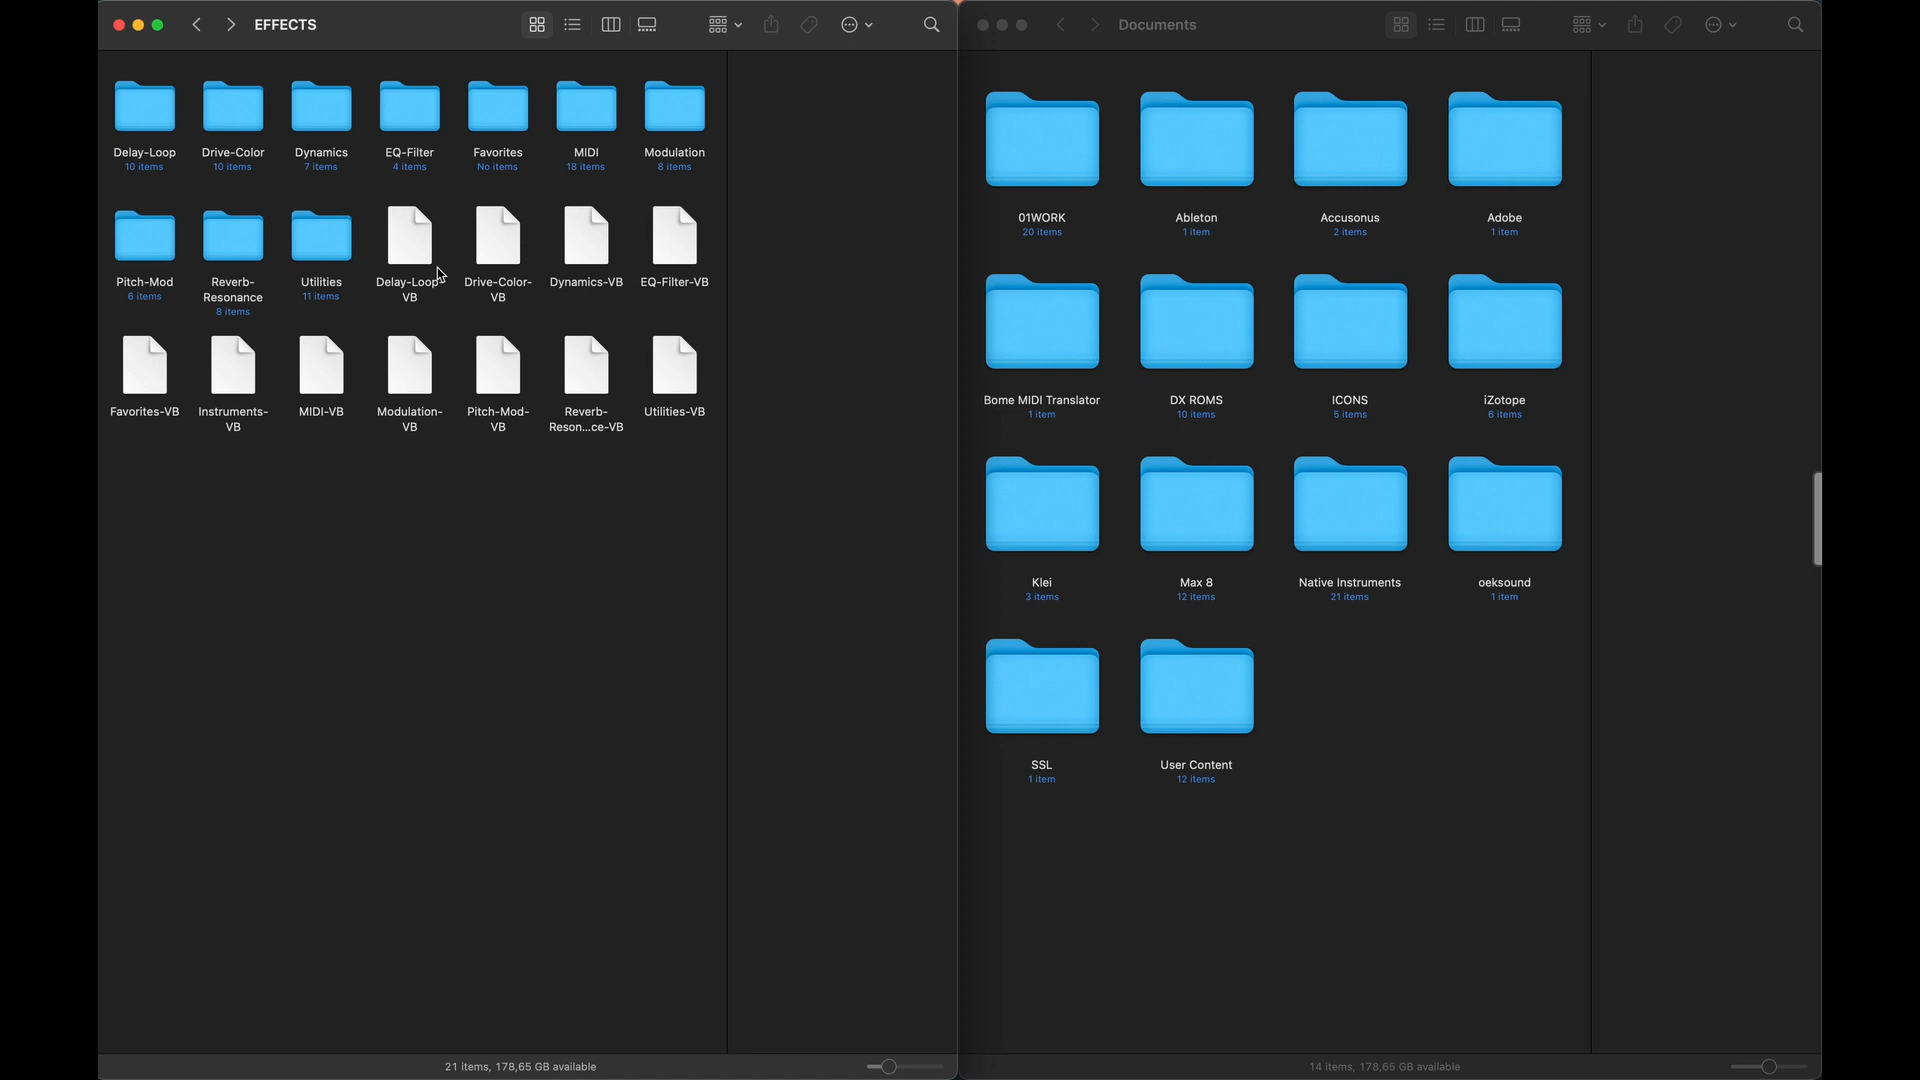 EFFECTS
Delay-Loop
10 items
Drive-Color
10 items
Dynamics
7 items
EQ-Filter
4 items
Favorites
No items
MIDI
18 items
Modulation
8 items
Pitch-Mod
6 items
Reverb-
Resonance
8 items
Utilities
11 items
Delay-Loop-
VB
Drive-Color-
VB
Dynamics-VB
EQ-Filter-VB
Favorites-VB
Instruments-
VB
MIDI-VB
Modulation-
VB
Pitch-Mod-
VB
Reverb-
Reson...ce-VB
Utilities-VB
21 items, 178,65 GB available
Documents
01WORK
20 items
Ableton
1 item
Accusonus
2 items
Adobe
1 item
Bome MIDI Translator
1 item
DX ROMS
10 items
ICONS
5 items
iZotope
6 items
Klei
3 items
Max 8
12 items
Native Instruments
21 items
oeksound
1 item
SSL
1 item
User Content
12 items
14 items, 178,65 GB available